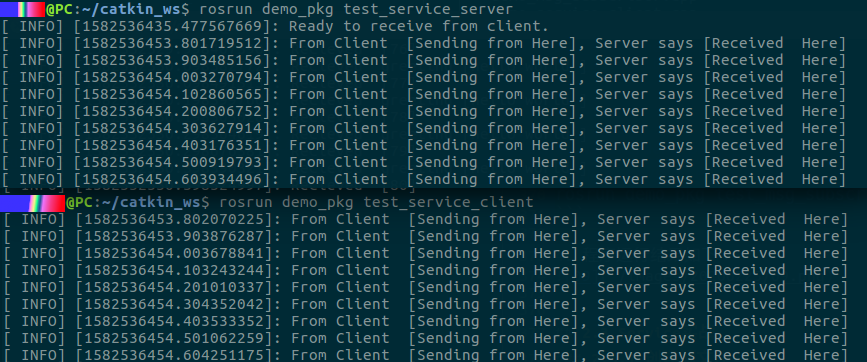 @PC:~/catkin_ws$ rosrun demo_pkg test_service_server
[ INFO] [1582536435.477567669]: Ready to receive from client.
[ INFO] [1582536453.801719512]: From Client  [Sending from Here], Server says [Received  Here]
[ INFO] [1582536453.903485156]: From Client  [Sending from Here], Server says [Received  Here]
[ INFO] [1582536454.003270794]: From Client  [Sending from Here], Server says [Received  Here]
[ INFO] [1582536454.102860565]: From Client  [Sending from Here], Server says [Received  Here]
[ INFO] [1582536454.200806752]: From Client  [Sending from Here], Server says [Received  Here]
[ INFO] [1582536454.303627914]: From Client  [Sending from Here], Server says [Received  Here]
[ INFO] [1582536454.403176351]: From Client  [Sending from Here], Server says [Received  Here]
[ INFO] [1582536454.500919793]: From Client  [Sending from Here], Server says [Received  Here]
[ INFO] [1582536454.603934496]: From Client  [Sending from Here], Server says [Received  Here]
@PC:~/catkin_ws$ rosrun demo_pkg test_service_client
[ INFO] [1582536453.802070225]: From Client  [Sending from Here], Server says [Received  Here]
[ INFO] [1582536453.903876287]: From Client  [Sending from Here], Server says [Received  Here]
[ INFO] [1582536454.003678841]: From Client  [Sending from Here], Server says [Received  Here]
[ INFO] [1582536454.103243244]: From Client  [Sending from Here], Server says [Received  Here]
[ INFO] [1582536454.201010337]: From Client  [Sending from Here], Server says [Received  Here]
[ INFO] [1582536454.304352042]: From Client  [Sending from Here], Server says [Received  Here]
[ INFO] [1582536454.403533352]: From Client  [Sending from Here], Server says [Received  Here]
[ INFO] [1582536454.501062259]: From Client  [Sending from Here], Server says [Received  Here]
[ INFO] [1582536454.604251175]: From Client  [Sending from Here], Server says [Received  Here]